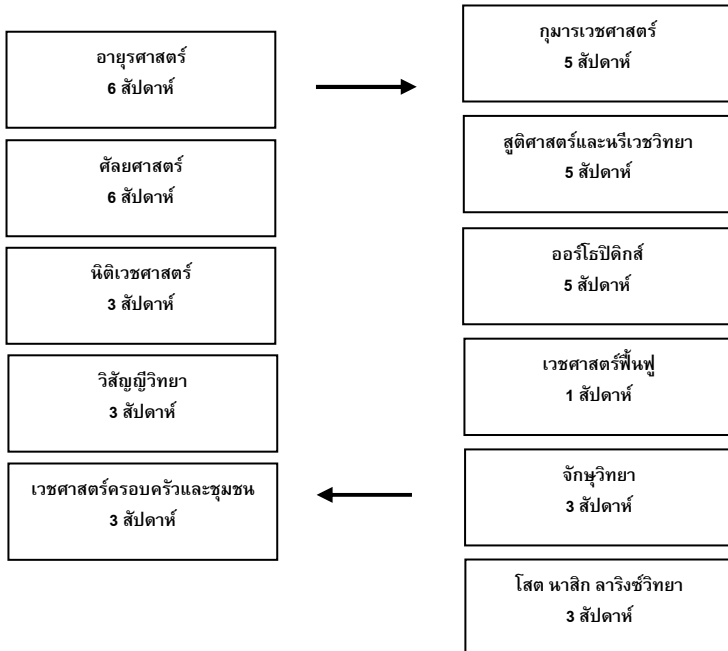 อายุรศาสตร์
6 สัปดาห์
ศัลยศาสตร์
6 สัปดาห์
นิติเวชศาสตร์
3 สัปดาห์
วิสัญญีวิทยา
3 สัปดาห์
เวชศาสตร์ครอบครัวและชุมชน
3 สัปดาห์
กุมารเวชศาสตร์
5 สัปดาห์
สูติศาสตร์และนรีเวชวิทยา
5 สัปดาห์
ออร์โธปิดิกส์
5 สัปดาห์
เวชศาสตร์ฟื้นฟู
1 สัปดาห์
จักษุวิทยา
3 สัปดาห์
โสต นาสิก ลาริงซ์วิทยา
3 สัปดาห์